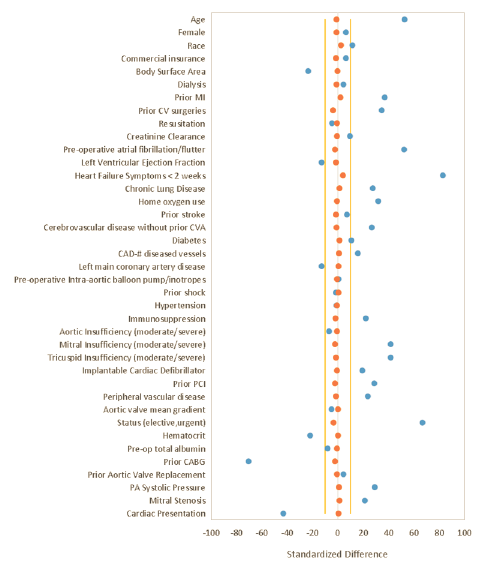 Age
Female
Race
Commercial insurance
Body Surface Area
Dialysis
Prior MI
Prior CV surgeries
Resusitation
Creatinine Clearance
Pre-operative atrial fibrillation/flutter
Left Ventricular Ejection Fraction
Heart Failure Symptoms < 2 weeks
Chronic Lung Disease
Home oxygen use
Prior stroke
Cerebrovascular disease without prior CVA
Diabetes
CAD-# diseased vessels
Left main coronary artery disease
Pre-operative Intra-aortic balloon pump/inotropes
Prior shock
Hypertension
Immunosuppression
Aortic Insufficiency (moderate/severe)
Mitral Insufficiency (moderate/severe)
Tricuspid Insufficiency (moderate/severe)
Implantable Cardiac Defibrillator
Prior PCI
Peripheral vascular disease
Aortic valve mean gradient
Status (elective,urgent)
Hematocrit
Pre-op total albumin
Prior CABG
Prior Aortic Valve Replacement
PA Systolic Pressure
Mitral Stenosis
Cardiac Presentation
-100 -80 -60 -40 -20 0 20 40 60 80 100
Standardized Difference